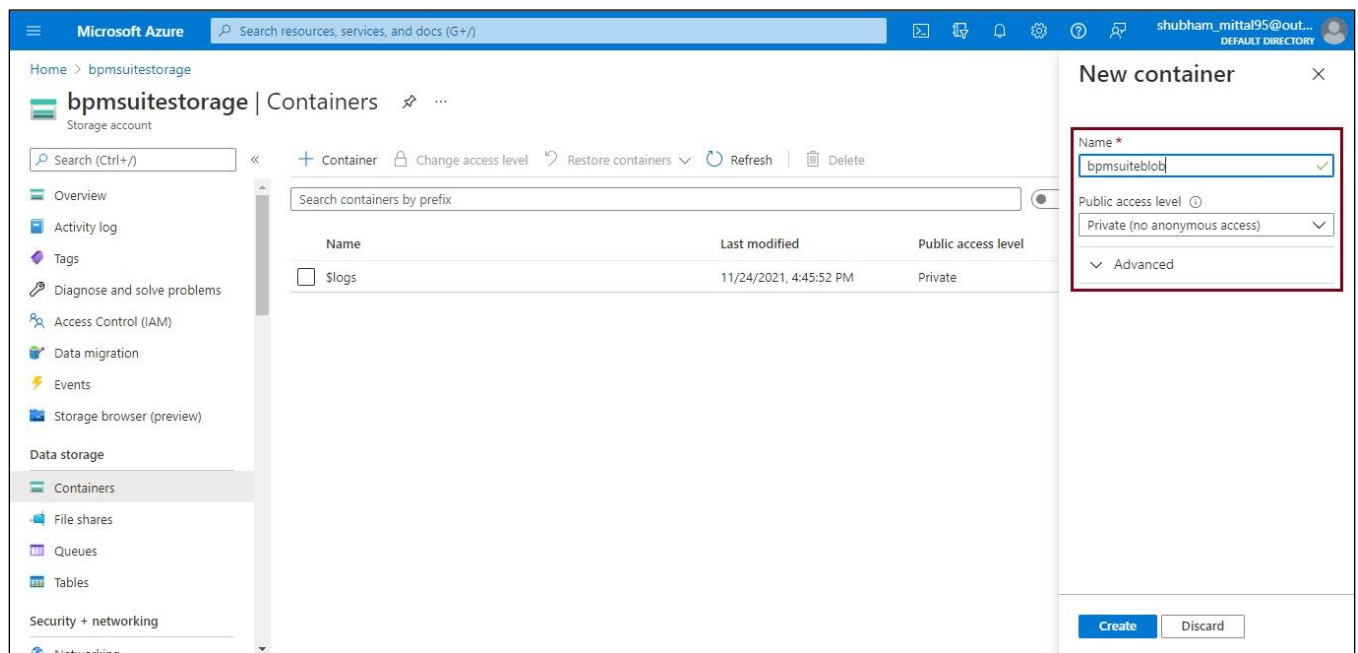 Microsoft Azure
Search resources, services, and docs (G+/)
shubham_mittal95@out...
DEFAULT DIRECTORY
Home > bpmsuitestorage
bpmsuitestorage | Containers
Storage account
Search (Ctrl+/)
Overview
Activity log
Tags
Diagnose and solve problems
Access Control (IAM)
Data migration
Events
Storage browser (preview)
Data storage
Containers
File shares
Queues
Tables
Security + networking
Networking
Container Change access level Restore containers Refresh Delete
Search containers by prefix
Name Last modified Public access level
$logs 11/24/2021, 4:45:52 PM Private
New container
Name *
bpmsuiteblob
Public access level
Private (no anonymous access)
Advanced
Create Discard